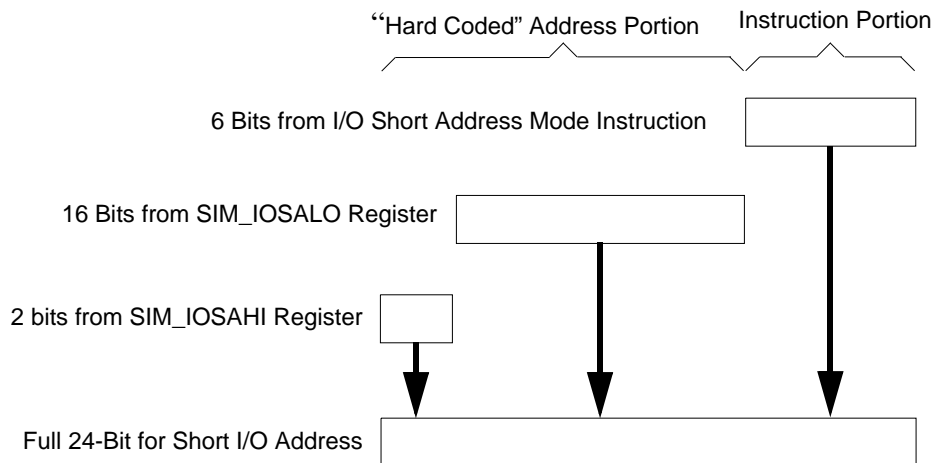 “Hard Coded” Address Portion
Instruction Portion
6 Bits from I/O Short Address Mode Instruction
16 Bits from SIM_IOSALO Register
2 bits from SIM_IOSAHI Register
Full 24-Bit for Short I/O Address